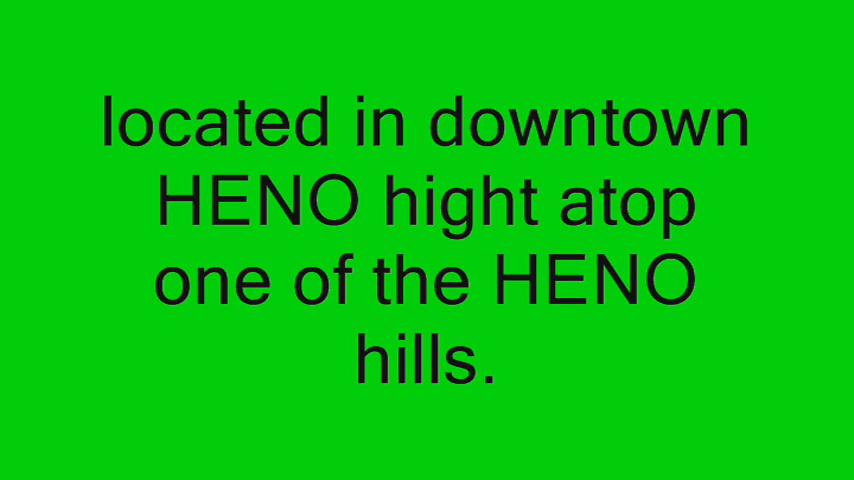 located in downtown
HENO hight atop
one of the HENO
hills.